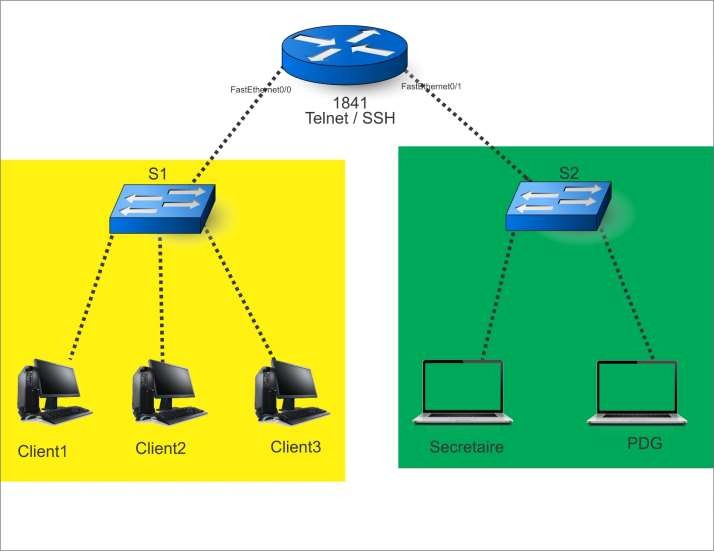 FastEthernet0/0
FastEthernet0/1
1841
Telnet / SSH
S1
S2
Client1
Client2
Client3
Secretaire
PDG